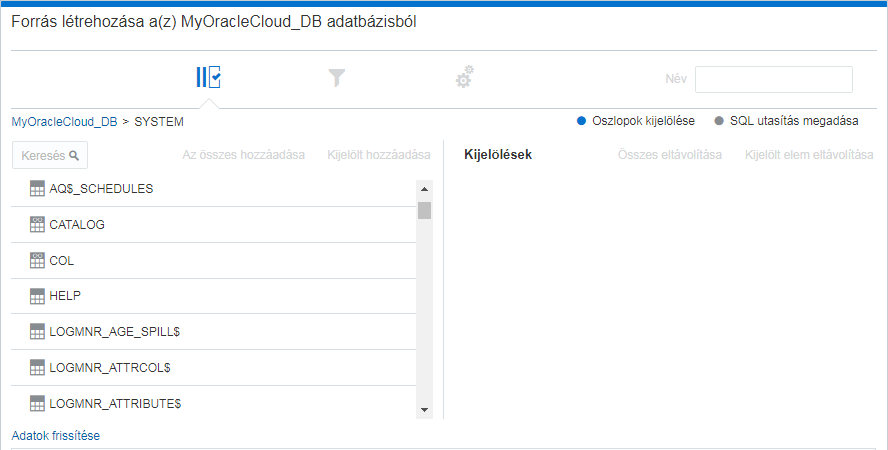 Forrás létrehozása a(z) MyOracleCloud_DB adatbázisból
Név
MyOracleCloud_DB > SYSTEM
Oszlopok kijelölése
SQL utasítás megadása
Keresés
Az összes hozzáadása
Kijelölt hozzáadása
Kijelölések
Összes eltávolítása
Kijelölt elem eltávolítása
AQ$_SCHEDULES
CATALOG
COL
HELP
LOGMNR_AGE_SPILL$
LOGMNR_ATTRCOL$
LOGMNR_ATTRIBUTE$
Adatok frissítése